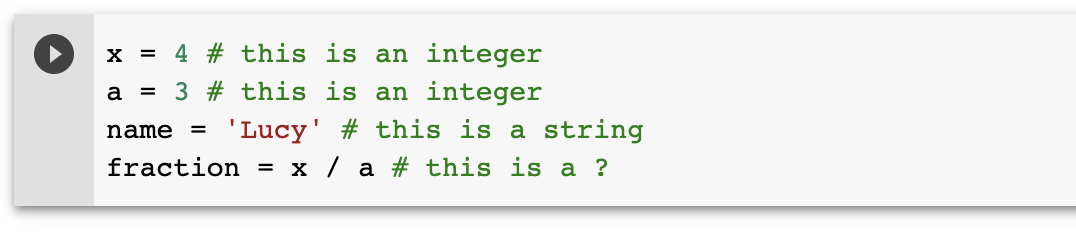 x = 4 # this is an integer
a = 3 # this is an integer
name = 'Lucy' # this is a string
fraction = x / a # this is a ?